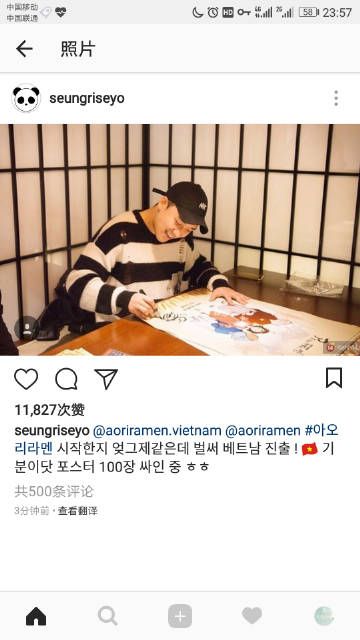 中国移动
中国联通
HD
4G
2G
58
23:57
照片
seungriseyo
11,827次赞
seungriseyo @aoriramen.vietnam @aoriramen #아오
리라멘 시작한지 엊그제같은데 벌써 베트남 진출 ! 🇻🇳 기
분이닷 포스터 100장 싸인 중 ㅎㅎ
共500条评论
3分钟前 · 查看翻译